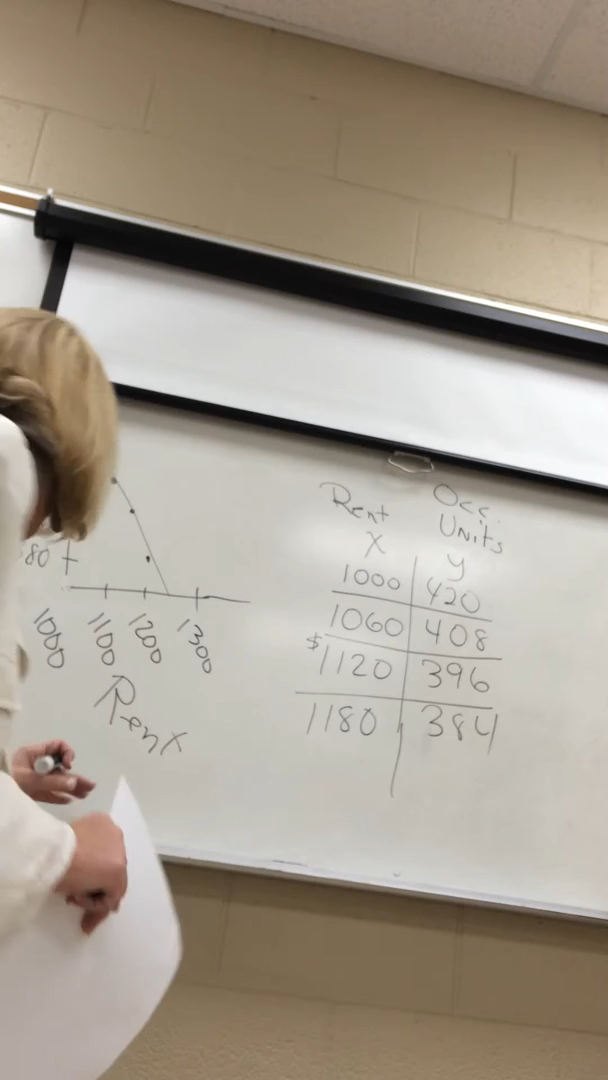 80
1000 1100 1200 1300
Rent
Rent Occ.
Units
X y
1000 420
1060 408
$1120 396
1180 384